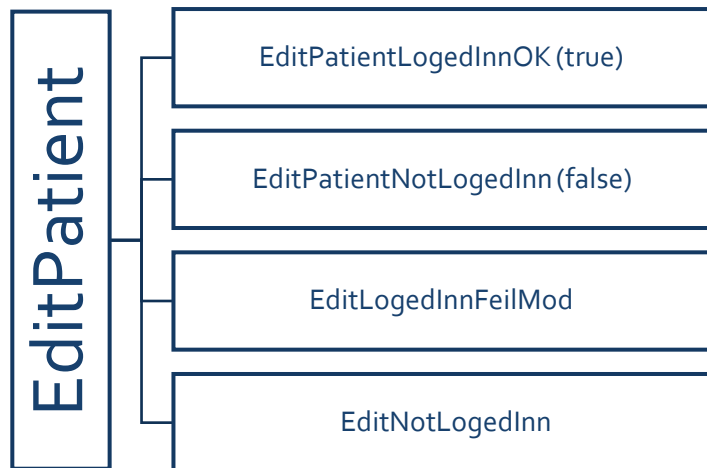 EditPatient
EditPatientLogedInnOK (true)
EditPatientNotLogedInn (false)
EditLogedInnFeilMod
EditNotLogedInn